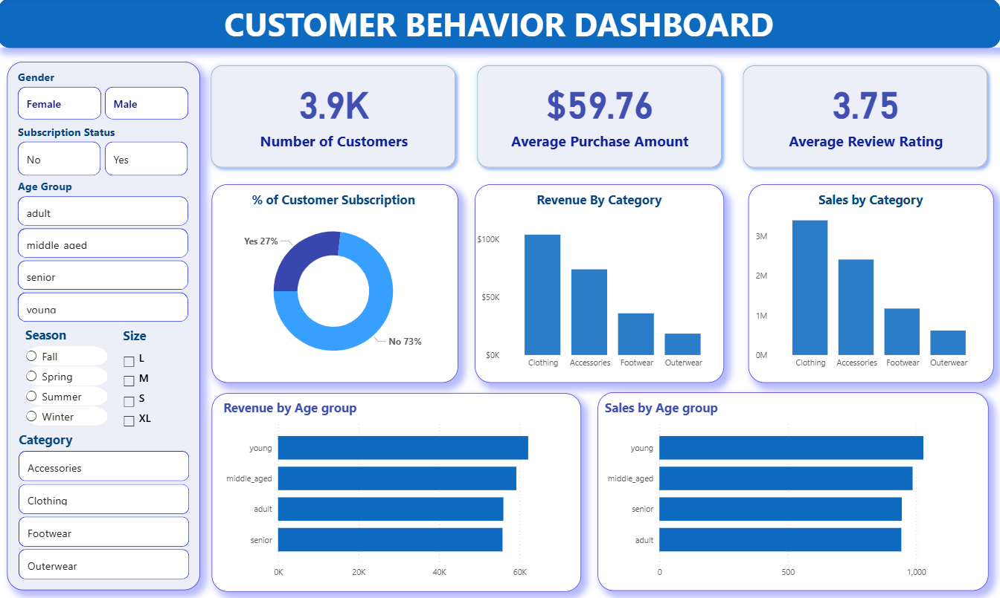 CUSTOMER BEHAVIOR DASHBOARD
Gender
Female
Male
Subscription Status
No
Yes
Age Group
adult
middle_aged
senior
young
Season
Fall
Spring
Summer
Winter
Size
L
M
S
XL
Category
Accessories
Clothing
Footwear
Outerwear
3.9K
Number of Customers
$59.76
Average Purchase Amount
3.75
Average Review Rating
% of Customer Subscription
Yes 27%
No 73%
Revenue By Category
$100K
$50K
$0K
Clothing
Accessories
Footwear
Outerwear
Sales by Category
3M
2M
1M
0M
Clothing
Accessories
Footwear
Outerwear
Revenue by Age group
young
middle_aged
adult
senior
0K
20K
40K
60K
Sales by Age group
young
middle_aged
senior
adult
0
500
1,000